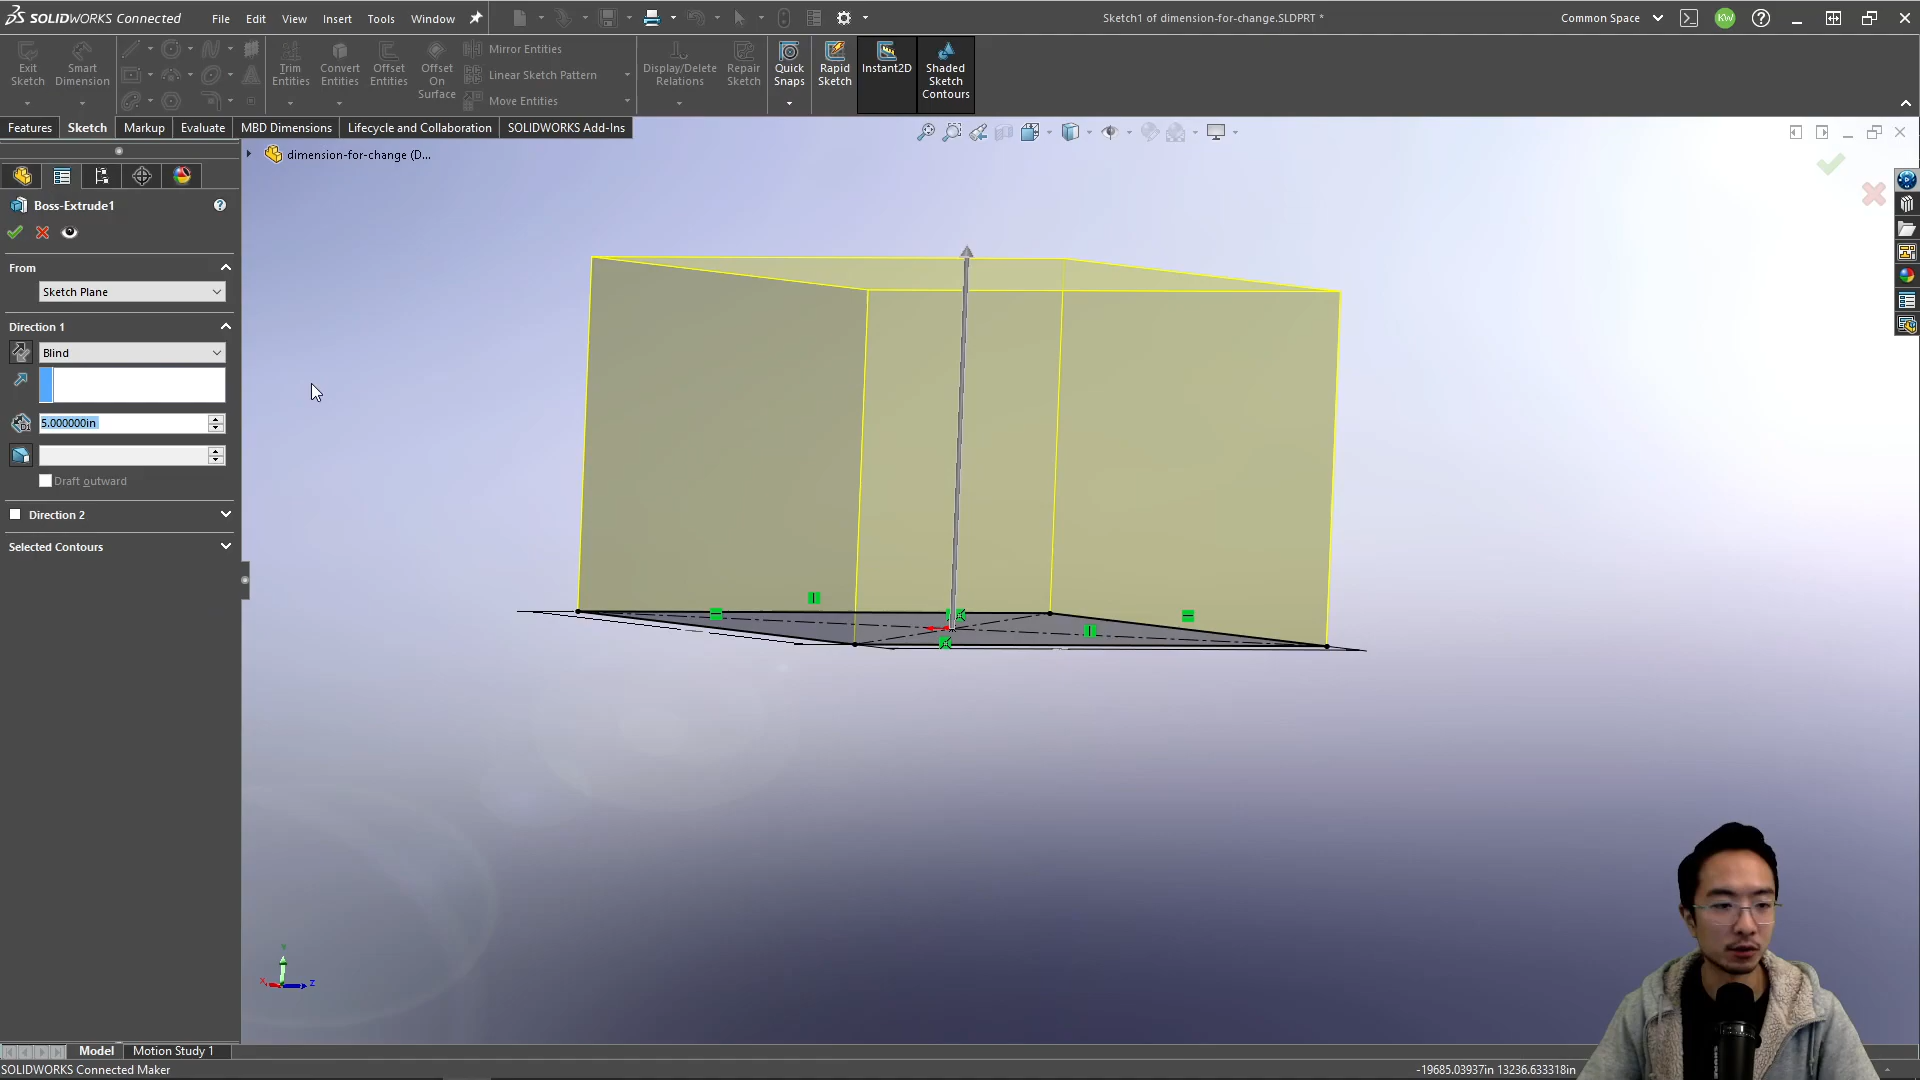 SOLIDWORKS Connected
File Edit View Insert Tools Window
Sketch1 of dimension-for-change.SLDPRT *
Common Space
KW
Exit Sketch
Smart Dimension
Trim Entities
Convert Entities
Offset Entities
Offset On Surface
Mirror Entities
Linear Sketch Pattern
Move Entities
Display/Delete Relations
Repair Sketch
Quick Snaps
Rapid Sketch
Instant2D
Shaded Sketch Contours
Features Sketch Markup Evaluate MBD Dimensions Lifecycle and Collaboration SOLIDWORKS Add-Ins
dimension-for-change (D...
Boss-Extrude1
From
Sketch Plane
Direction 1
Blind
5.000000in
Draft outward
Direction 2
Selected Contours
Y
X
Z
Model Motion Study 1
SOLIDWORKS Connected Maker
-19685.03937in 13236.633318in